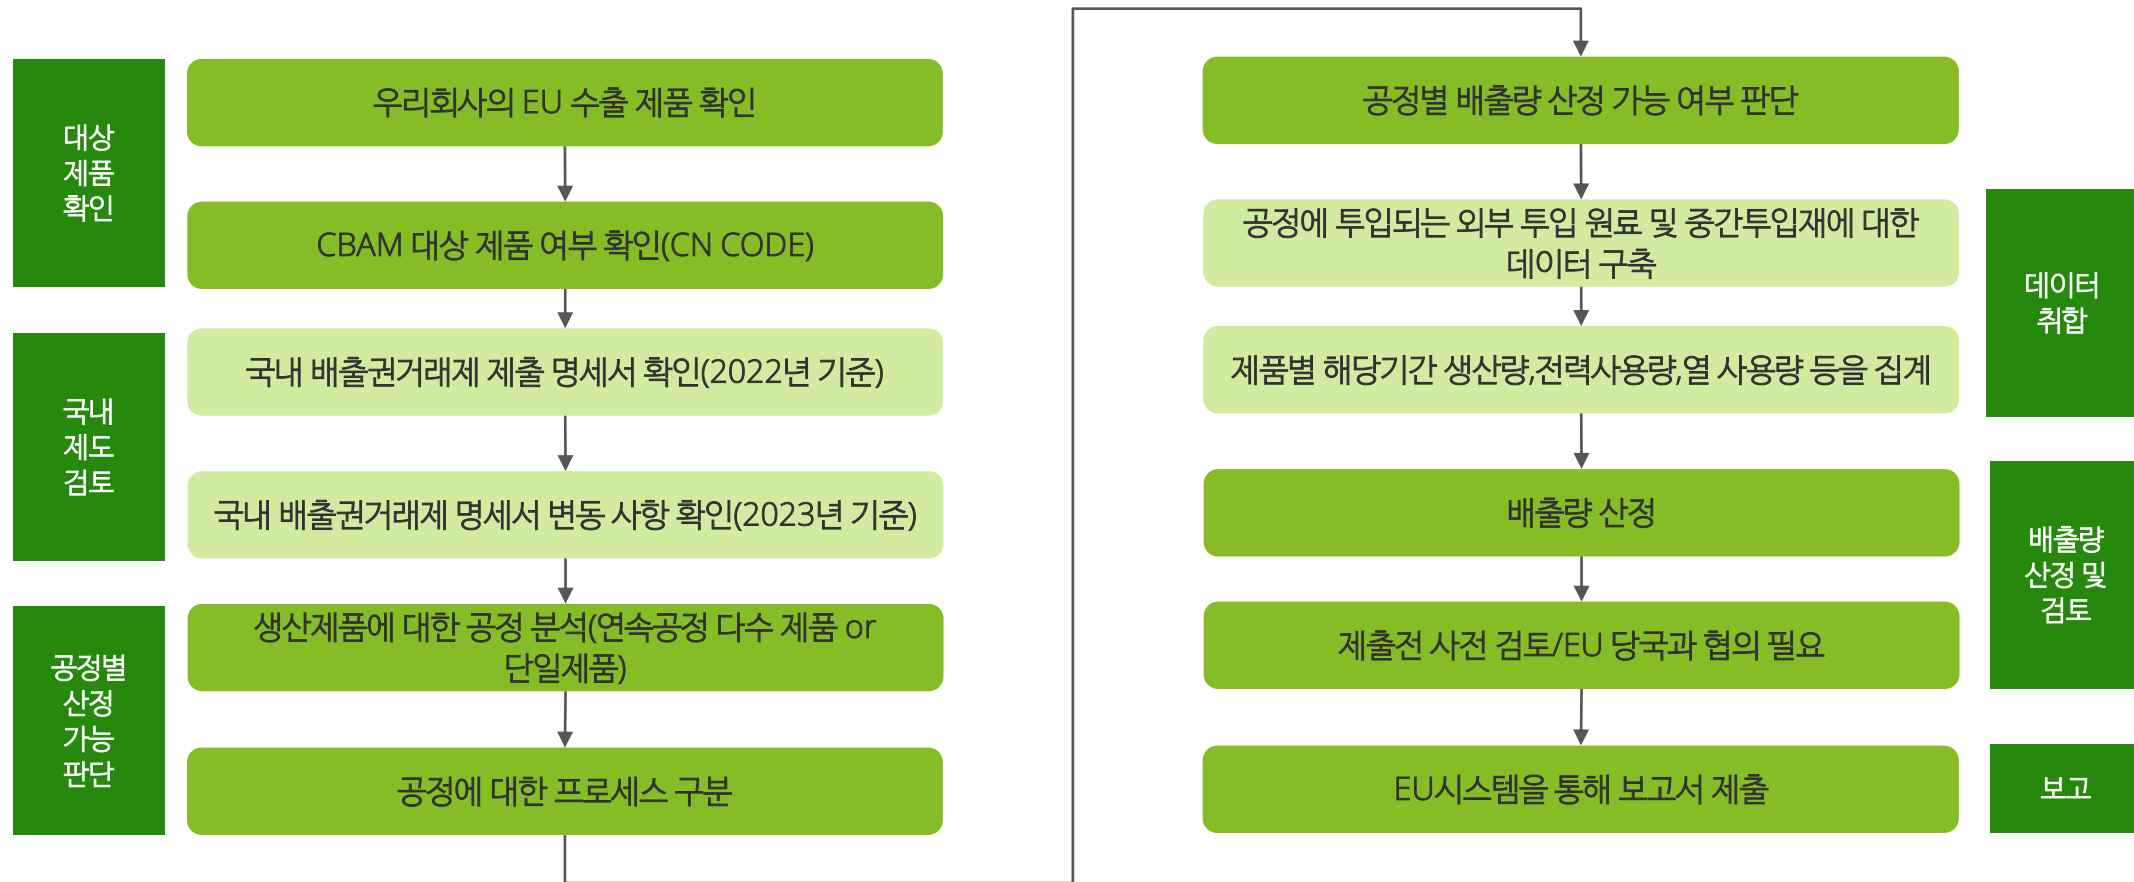 대상
제품
확인
우리회사의 EU 수출 제품 확인
CBAM 대상 제품 여부 확인(CN CODE)
국내
제도
검토
국내 배출권거래제 제출 명세서 확인(2022년 기준)
국내 배출권거래제 명세서 변동 사항 확인(2023년 기준)
공정별
산정
가능
판단
생산제품에 대한 공정 분석(연속공정 다수 제품 or
단일제품)
공정에 대한 프로세스 구분
공정별 배출량 산정 가능 여부 판단
공정에 투입되는 외부 투입 원료 및 중간투입재에 대한
데이터 구축
제품별 해당기간 생산량,전력사용량,열 사용량 등을 집계
데이터
취합
배출량 산정
제출전 사전 검토/EU 당국과 협의 필요
배출량
산정 및
검토
EU시스템을 통해 보고서 제출
보고